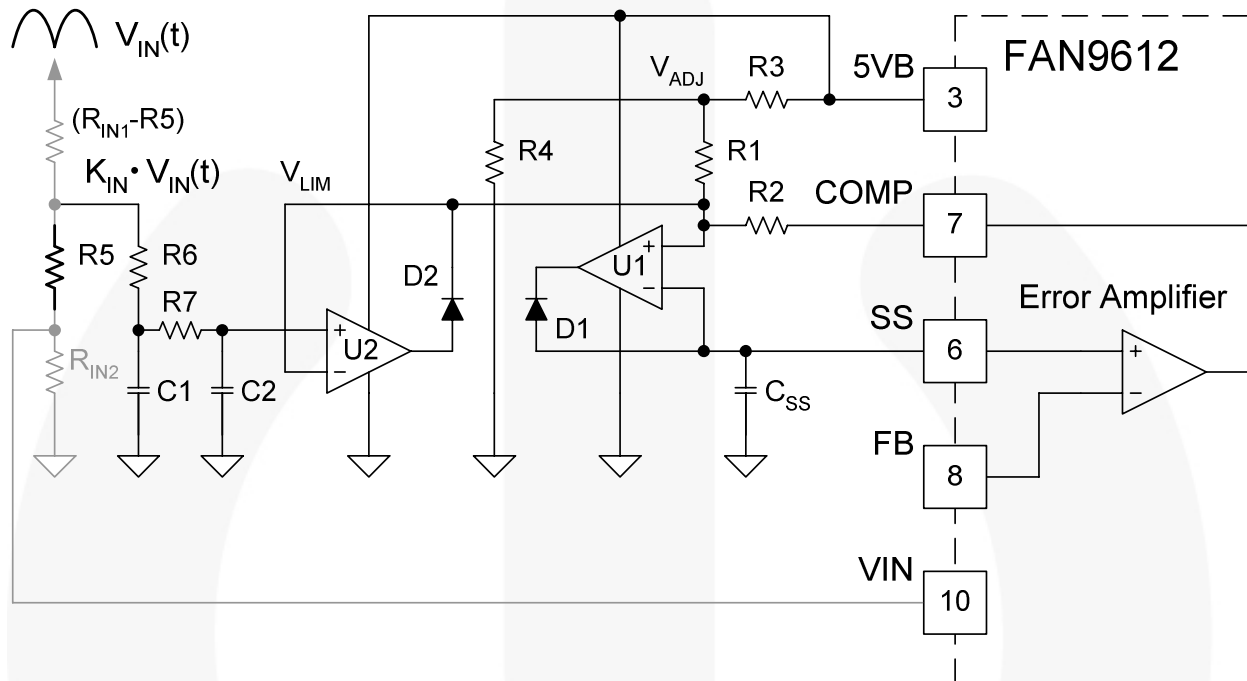 V_IN(t)
FAN9612
5VB
3
R3
V_ADJ
(R_IN1-R5)
R4
R1
K_IN • V_IN(t)
V_LIM
R2
COMP
7
R5
R6
D2
U1
+
−
R7
D1
SS
6
Error Amplifier
+
−
R_IN2
C1
C2
+
−
U2
C_SS
FB
8
VIN
10